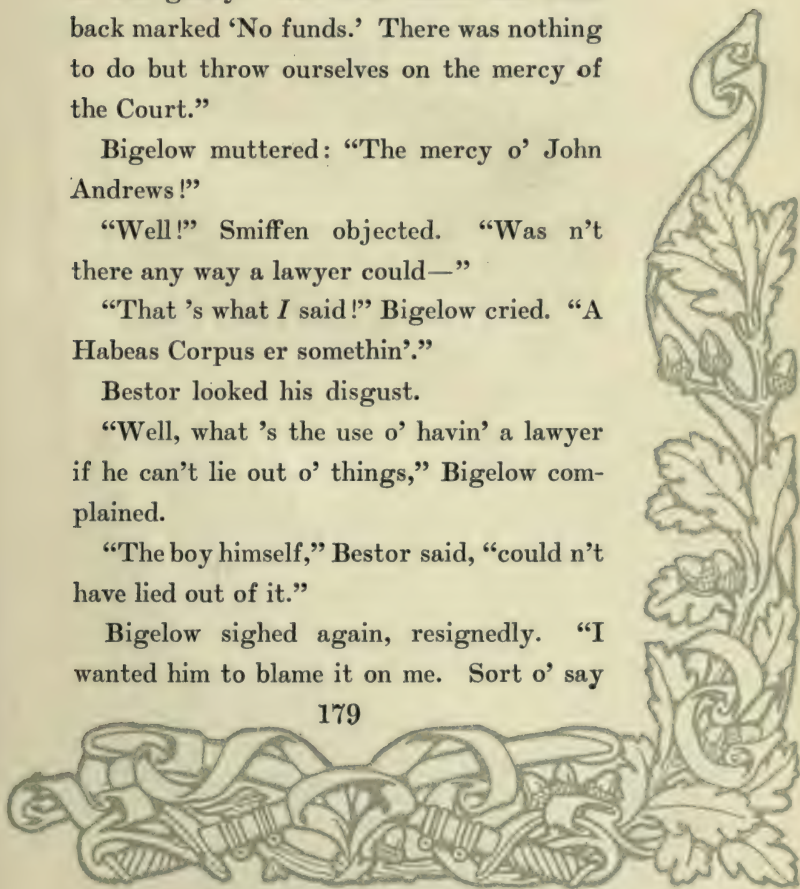 back marked ‘No funds.’ There was nothing
to do but throw ourselves on the mercy of
the Court.”
Bigelow muttered: “The mercy o’ John
Andrews!”
“Well!” Smiffen objected. “Was n’t
there any way a lawyer could—”
“That ’s what I said!” Bigelow cried. “A
Habeas Corpus er somethin’.”
Bestor looked his disgust.
“Well, what ’s the use o’ havin’ a lawyer
if he can’t lie out o’ things,” Bigelow com-
plained.
“The boy himself,” Bestor said, “could n’t
have lied out of it.”
Bigelow sighed again, resignedly. “I
wanted him to blame it on me. Sort o’ say
179